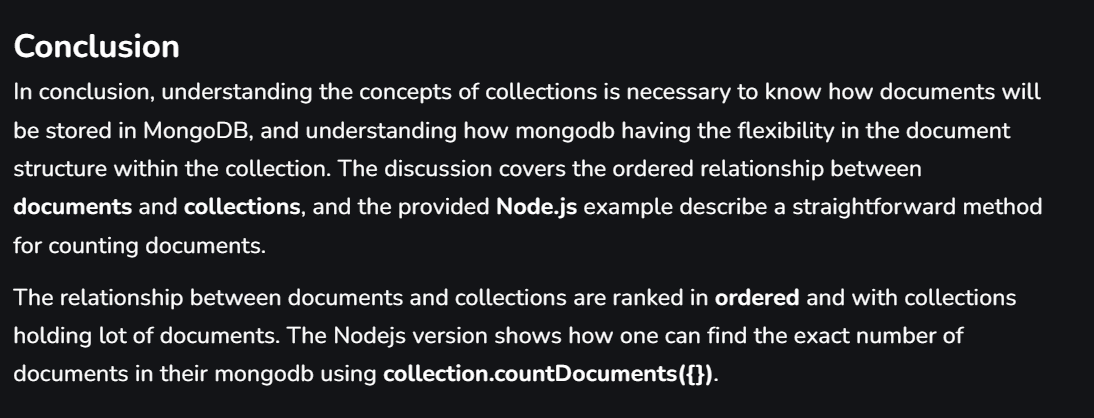 Conclusion
In conclusion, understanding the concepts of collections is necessary to know how documents will
be stored in MongoDB, and understanding how mongodb having the flexibility in the document
structure within the collection. The discussion covers the ordered relationship between
documents and collections, and the provided Node.js example describe a straightforward method
for counting documents.
The relationship between documents and collections are ranked in ordered and with collections
holding lot of documents. The Nodejs version shows how one can find the exact number of
documents in their mongodb using collection.countDocuments({}).